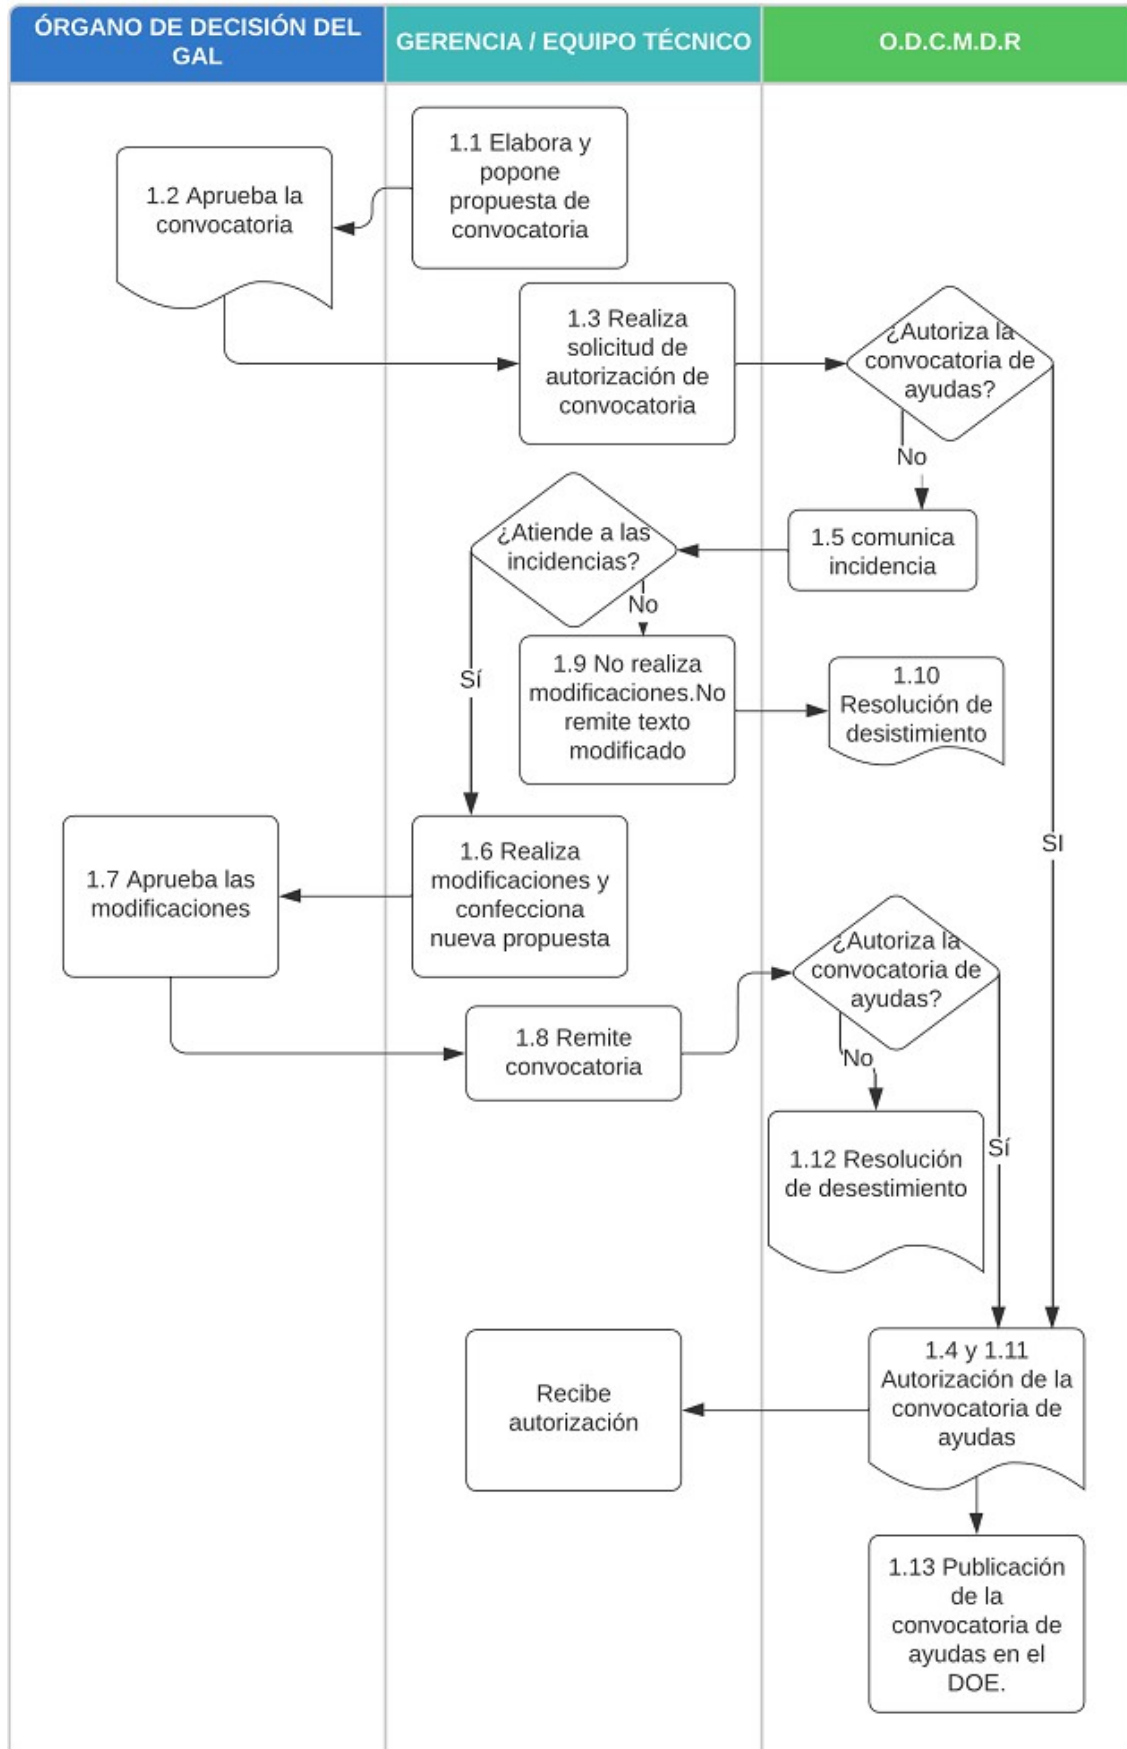 ÓRGANO DE DECISIÓN DEL
GAL
GERENCIA / EQUIPO TÉCNICO
O.D.C.M.D.R
1.1 Elabora y
popone
propuesta de
convocatoria
1.2 Aprueba la
convocatoria
1.3 Realiza
solicitud de
autorización de
convocatoria
¿Autoriza la
convocatoria de
ayudas?
No
1.5 comunica
incidencia
¿Atiende a las
incidencias?
No
Sí
1.9 No realiza
modificaciones.No
remite texto
modificado
1.10
Resolución de
desistimiento
SI
1.6 Realiza
modificaciones y
confecciona
nueva propuesta
1.7 Aprueba las
modificaciones
1.8 Remite
convocatoria
¿Autoriza la
convocatoria de
ayudas?
No
Sí
1.12 Resolución
de desestimiento
1.4 y 1.11
Autorización de la
convocatoria de
ayudas
Recibe
autorización
1.13 Publicación
de la
convocatoria de
ayudas en el
DOE.